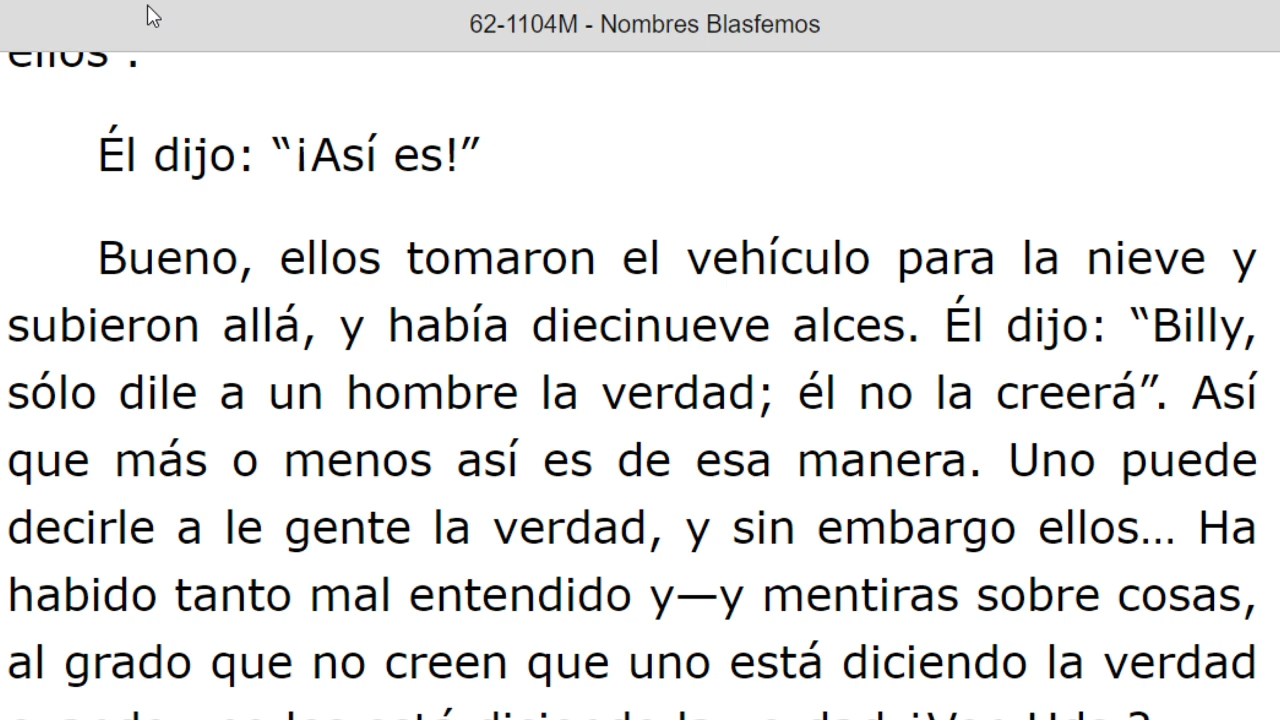 62-1104M - Nombres Blasfemos
ellos”.
Él dijo: “¡Así es!”
Bueno, ellos tomaron el vehículo para la nieve y
subieron allá, y había diecinueve alces. Él dijo: “Billy,
sólo dile a un hombre la verdad; él no la creerá”. Así
que más o menos así es de esa manera. Uno puede
decirle a le gente la verdad, y sin embargo ellos… Ha
habido tanto mal entendido y—y mentiras sobre cosas,
al grado que no creen que uno está diciendo la verdad